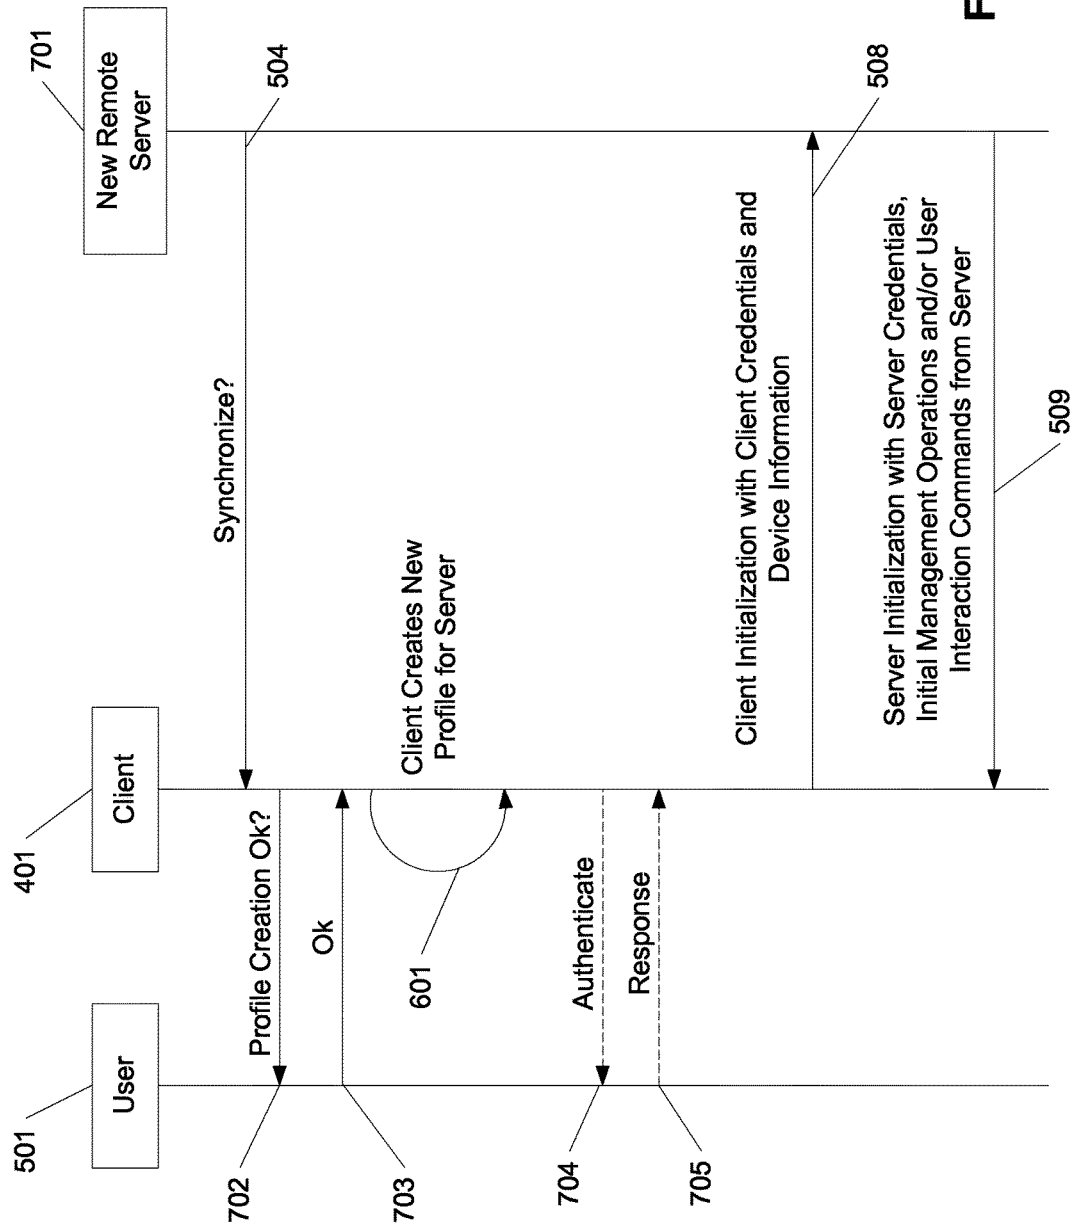 501
401
701
User
Client
New Remote
Server
Synchronize?
504
702
Profile Creation Ok?
Ok
703
601
Client Creates New
Profile for Server
704
Authenticate
Response
705
Client Initialization with Client Credentials and
Device Information
508
Server Initialization with Server Credentials,
Initial Management Operations and/or User
Interaction Commands from Server
509
F